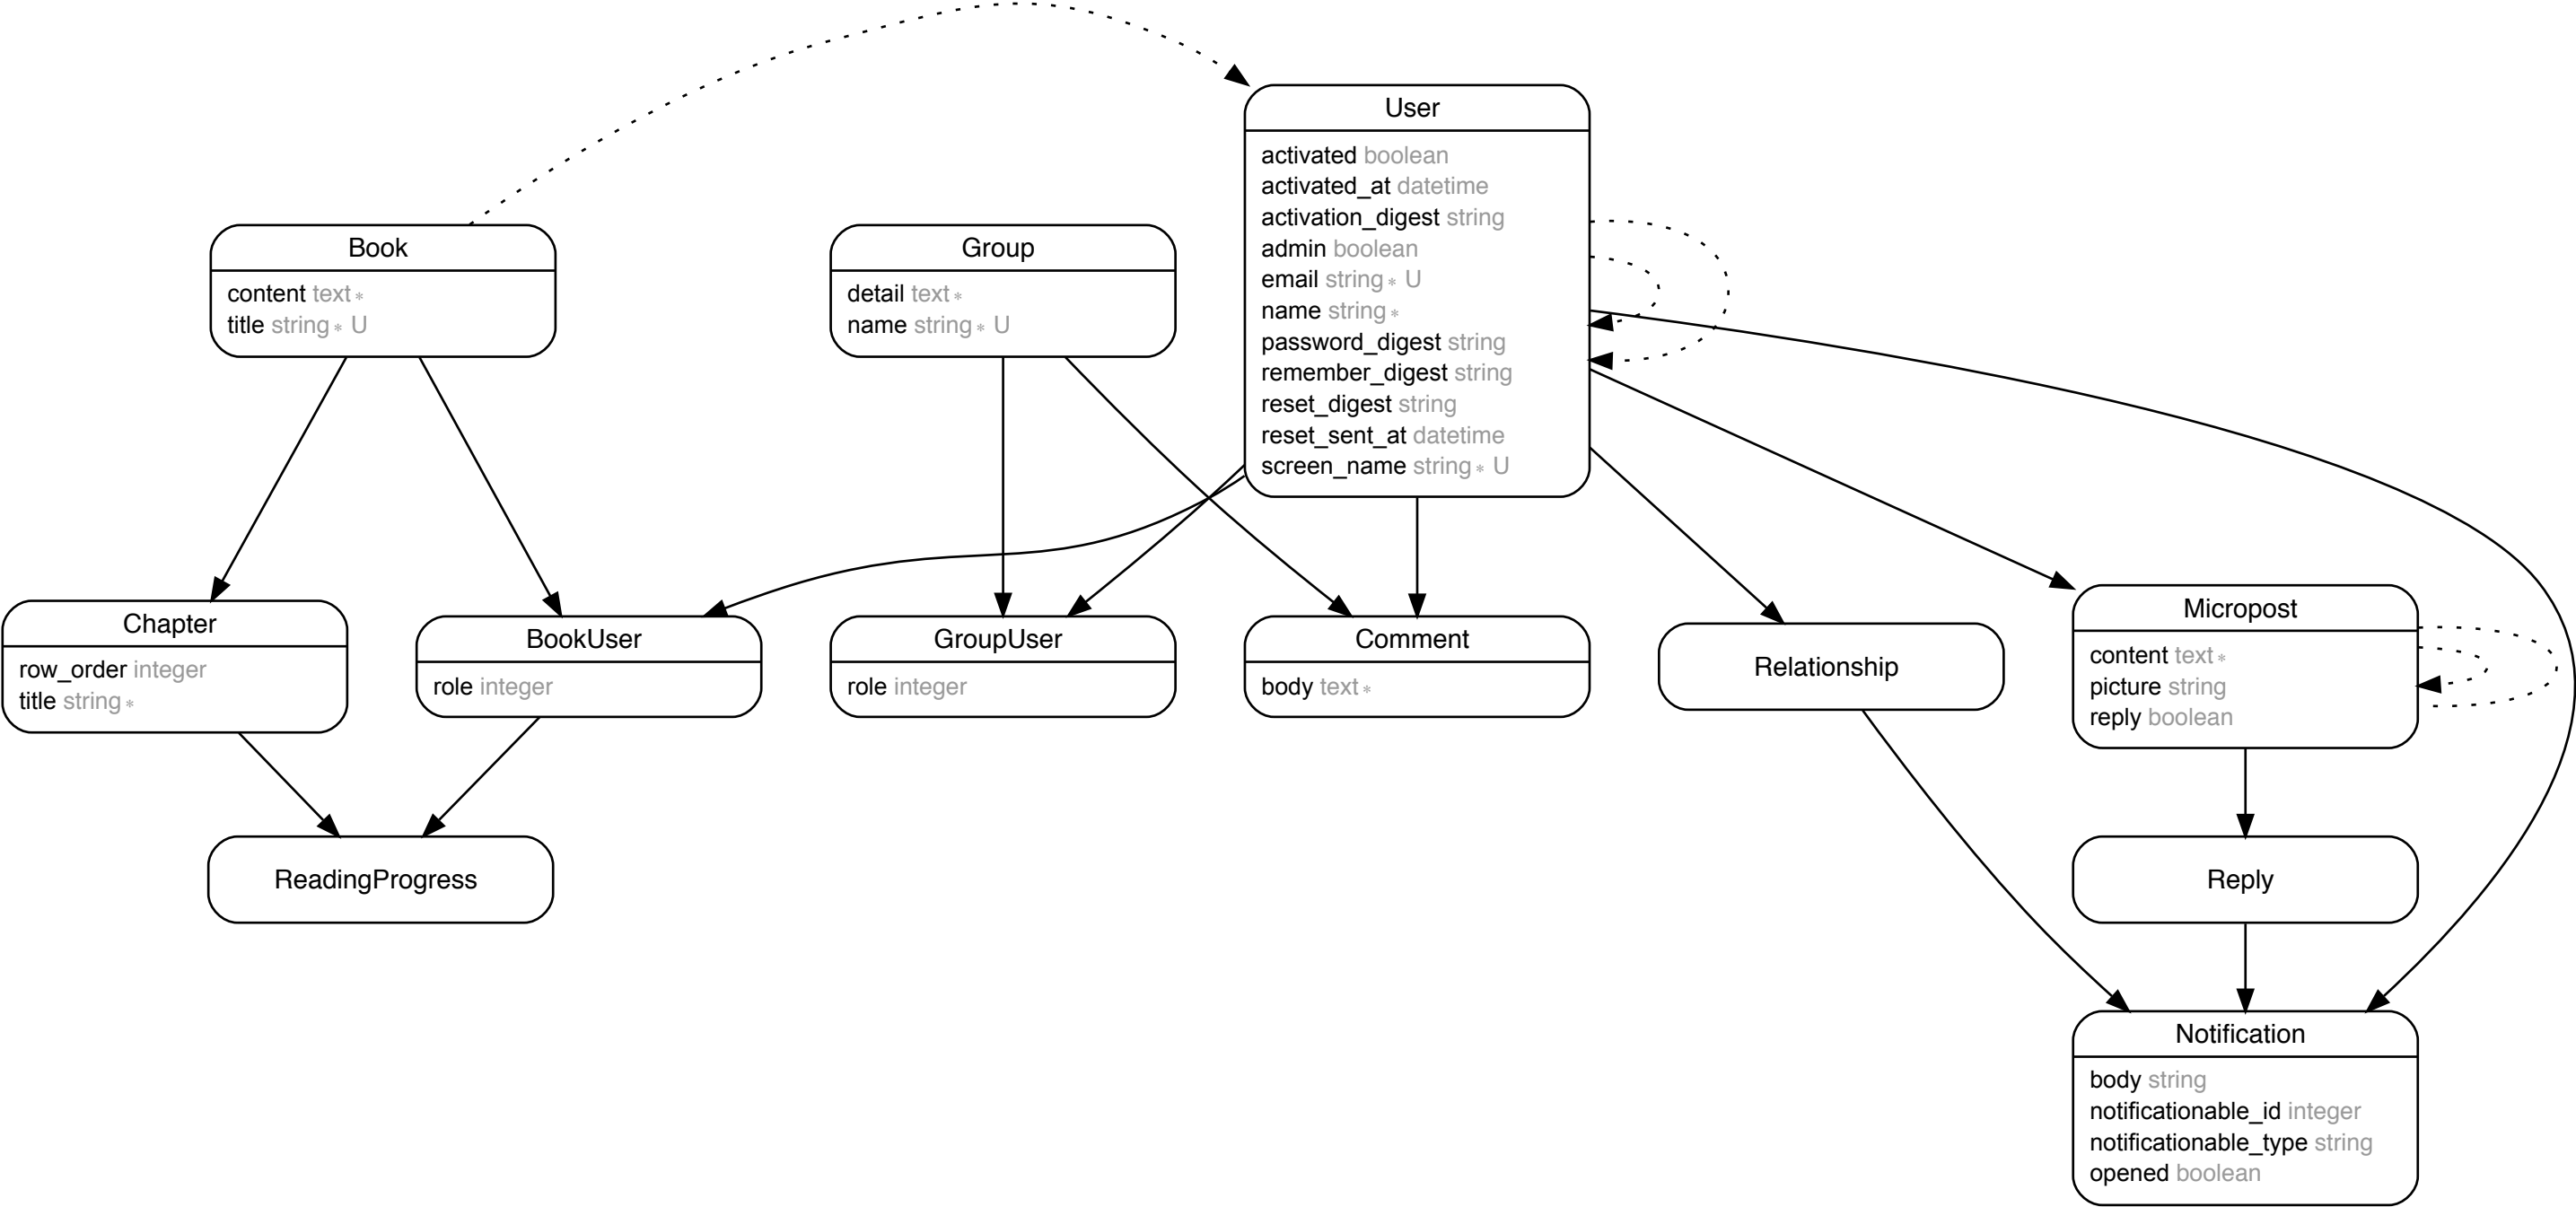 User
activated boolean
activated_at datetime
activation_digest string
admin boolean
email string* U
name string*
password_digest string
remember_digest string
reset_digest string
reset_sent_at datetime
screen_name string* U
Book
content text*
title string* U
Group
detail text*
name string* U
Chapter
row_order integer
title string*
BookUser
role integer
GroupUser
role integer
Comment
body text*
Relationship
Micropost
content text*
picture string
reply boolean
ReadingProgress
Reply
Notification
body string
notificationable_id integer
notificationable_type string
opened boolean